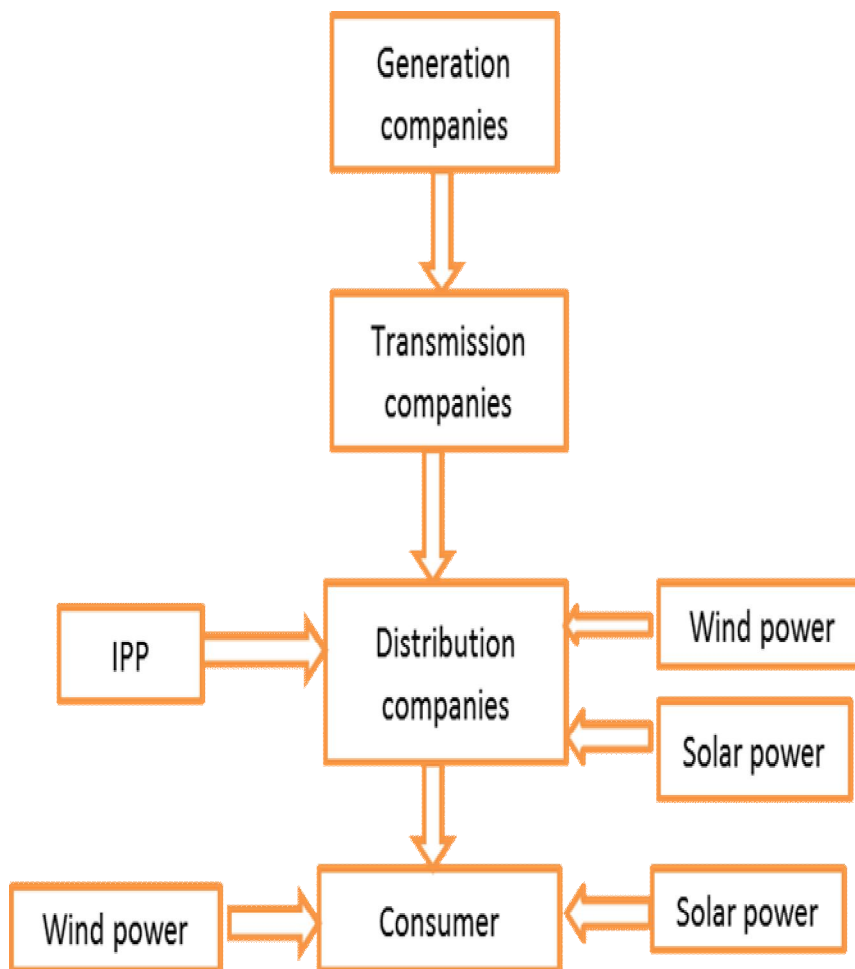 Generation
companies
Transmission
companies
IPP
Distribution
companies
Wind power
Solar power
Wind power
Consumer
Solar power